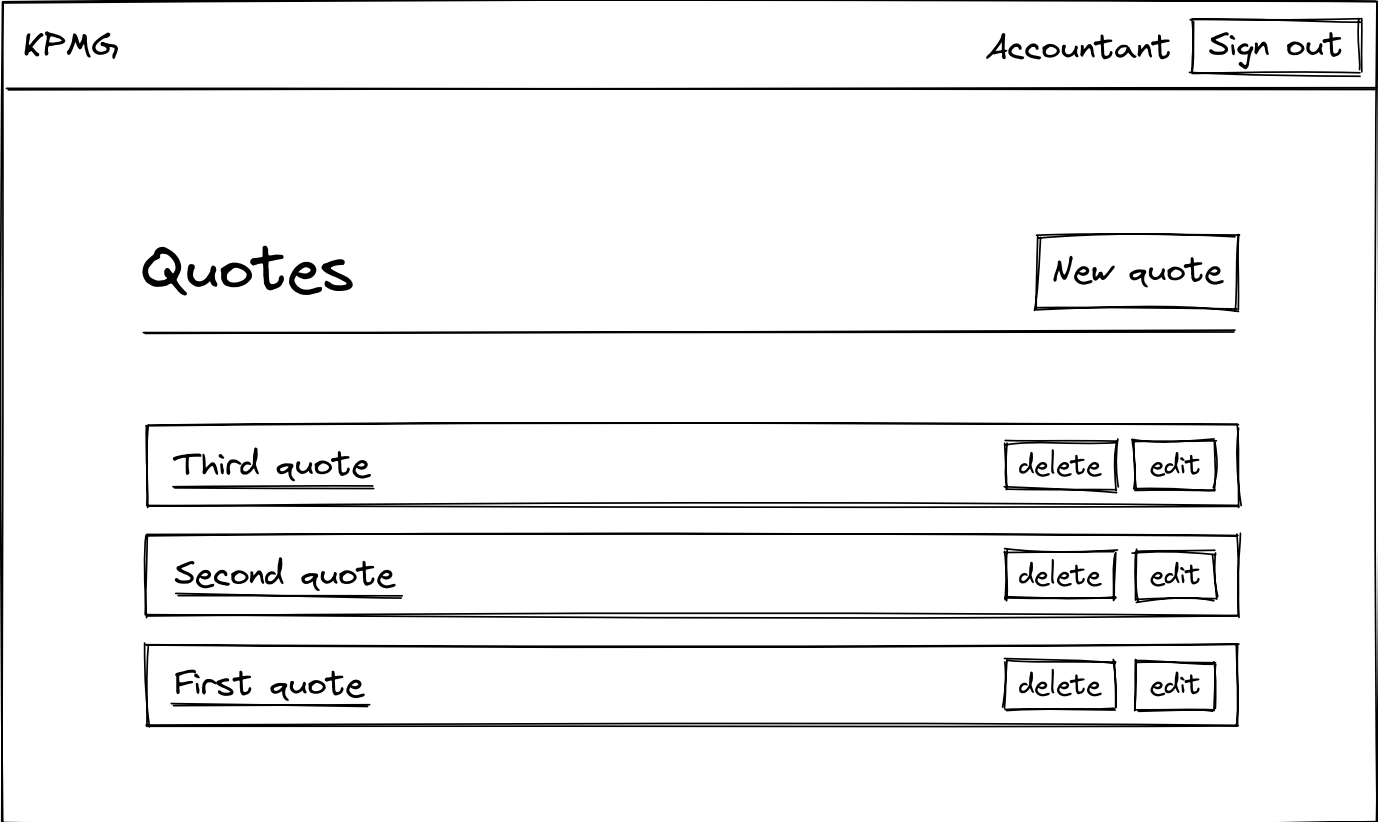 KPMG Accountant Sign out
Quotes New quote
Third quote delete edit
Second quote delete edit
First quote delete edit